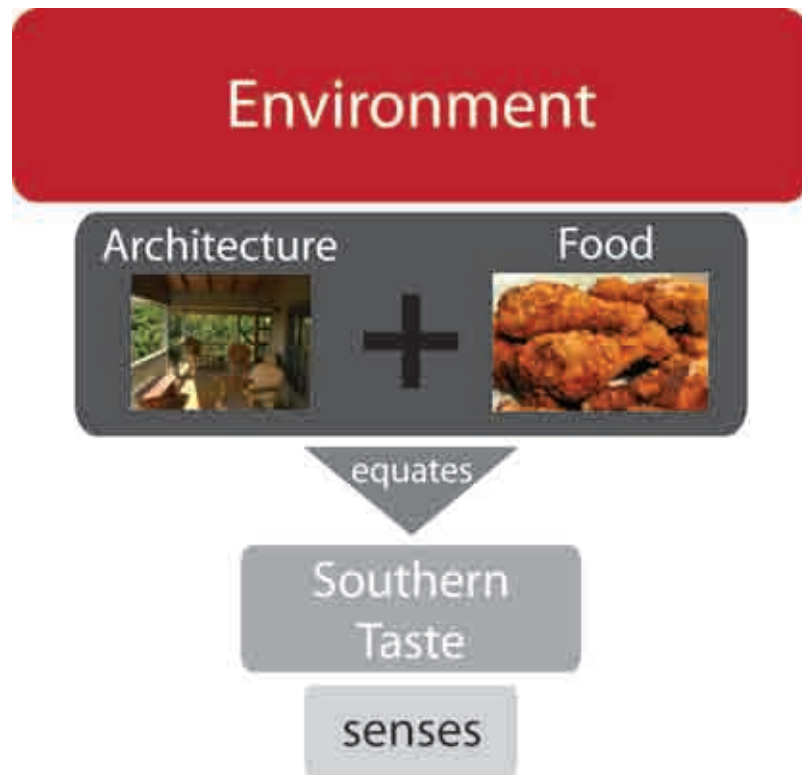 Environment
Architecture
Food
+
equates
Southern
Taste
senses